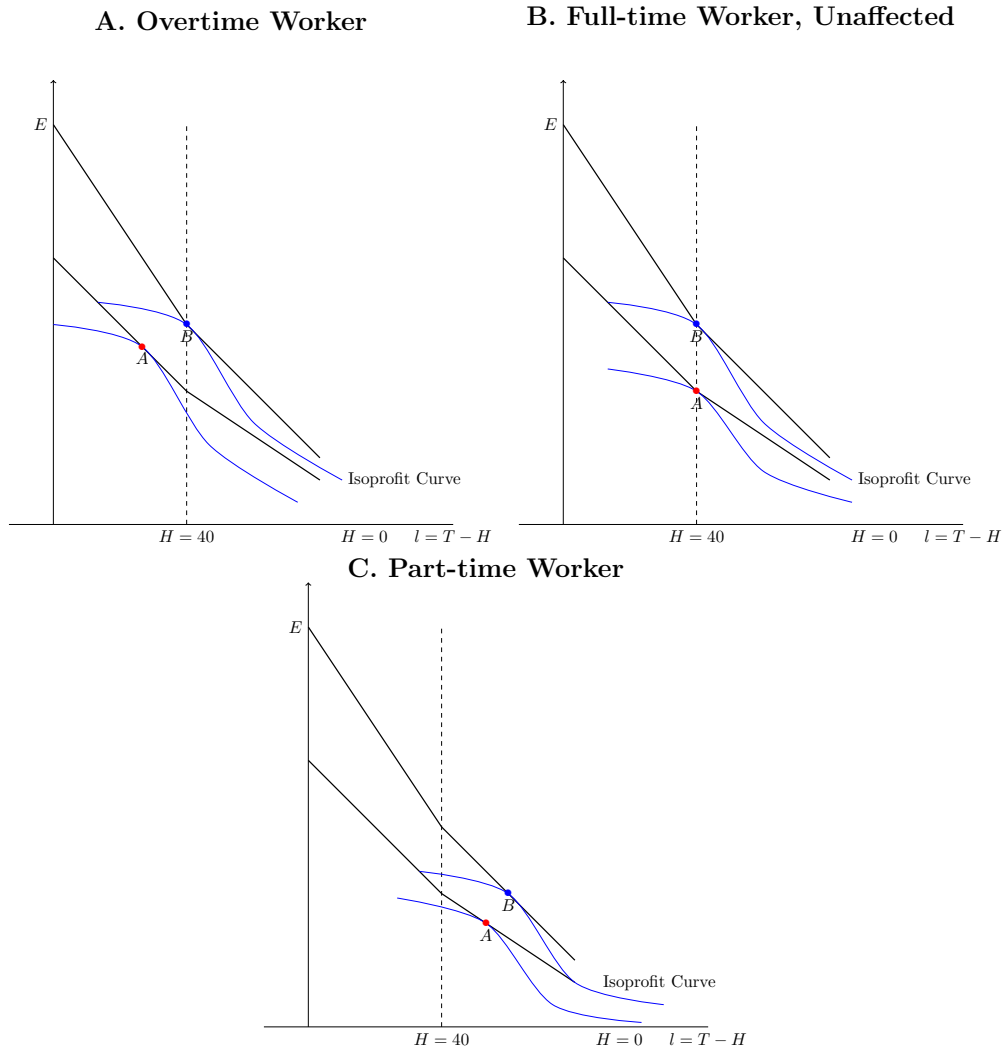 A. Overtime Worker
E
B
A
Isoprofit Curve
H = 40
H = 0
l = T − H
B. Full-time Worker, Unaffected
E
B
A
Isoprofit Curve
H = 40
H = 0
l = T − H
C. Part-time Worker
E
B
A
Isoprofit Curve
H = 40
H = 0
l = T − H